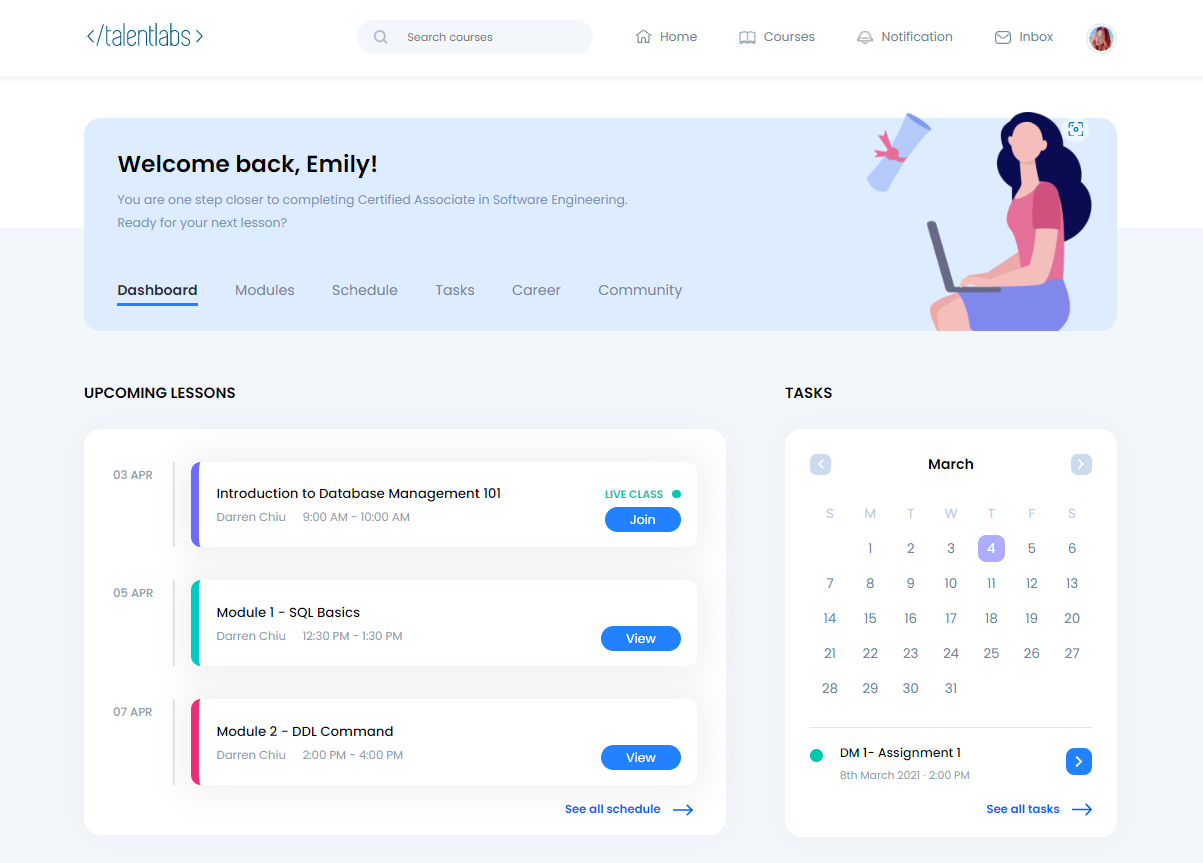 </talentlabs>
Search courses
Home
Courses
Notification
Inbox
Welcome back, Emily!
You are one step closer to completing Certified Associate in Software Engineering.
Ready for your next lesson?
Dashboard Modules Schedule Tasks Career Community
UPCOMING LESSONS
03 APR
Introduction to Database Management 101
Darren Chiu 9:00 AM - 10:00 AM
LIVE CLASS
Join
05 APR
Module 1 - SQL Basics
Darren Chiu 12:30 PM - 1:30 PM
View
07 APR
Module 2 - DDL Command
Darren Chiu 2:00 PM - 4:00 PM
View
See all schedule
TASKS
March
S M T W T F S
1 2 3 4 5 6
7 8 9 10 11 12 13
14 15 16 17 18 19 20
21 22 23 24 25 26 27
28 29 30 31
DM 1- Assignment 1
8th March 2021 · 2:00 PM
See all tasks